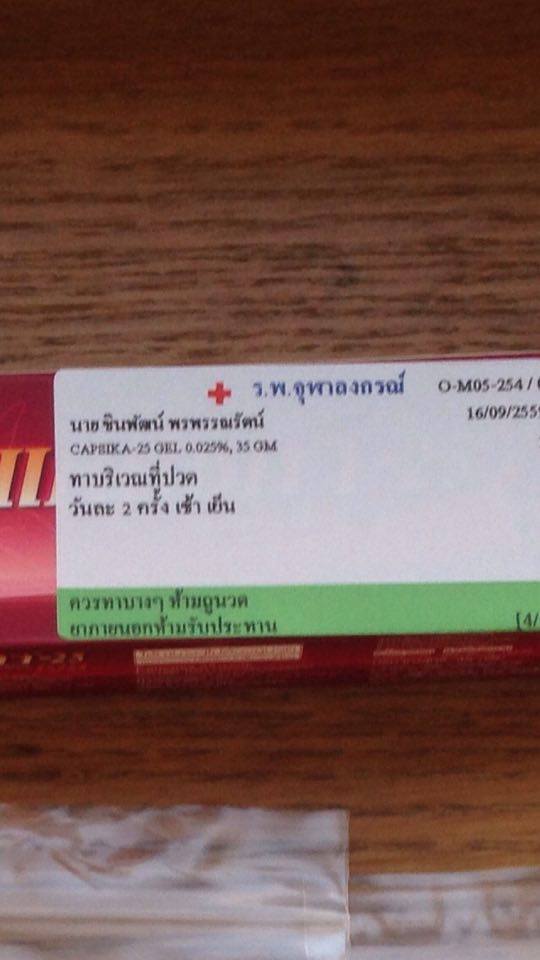 ร.พ.จุฬาลงกรณ์ O-M05-254 /
นาย ชินพัฒน์ พรพรรณรัตน์ 16/09/255
CAPSIKA-25 GEL 0.025%, 35 GM
ทาบริเวณที่ปวด
วันละ 2 ครั้ง เช้า เย็น
ควรทาบางๆ ห้ามถูนวด
ยาภายนอกห้ามรับประทาน [4/